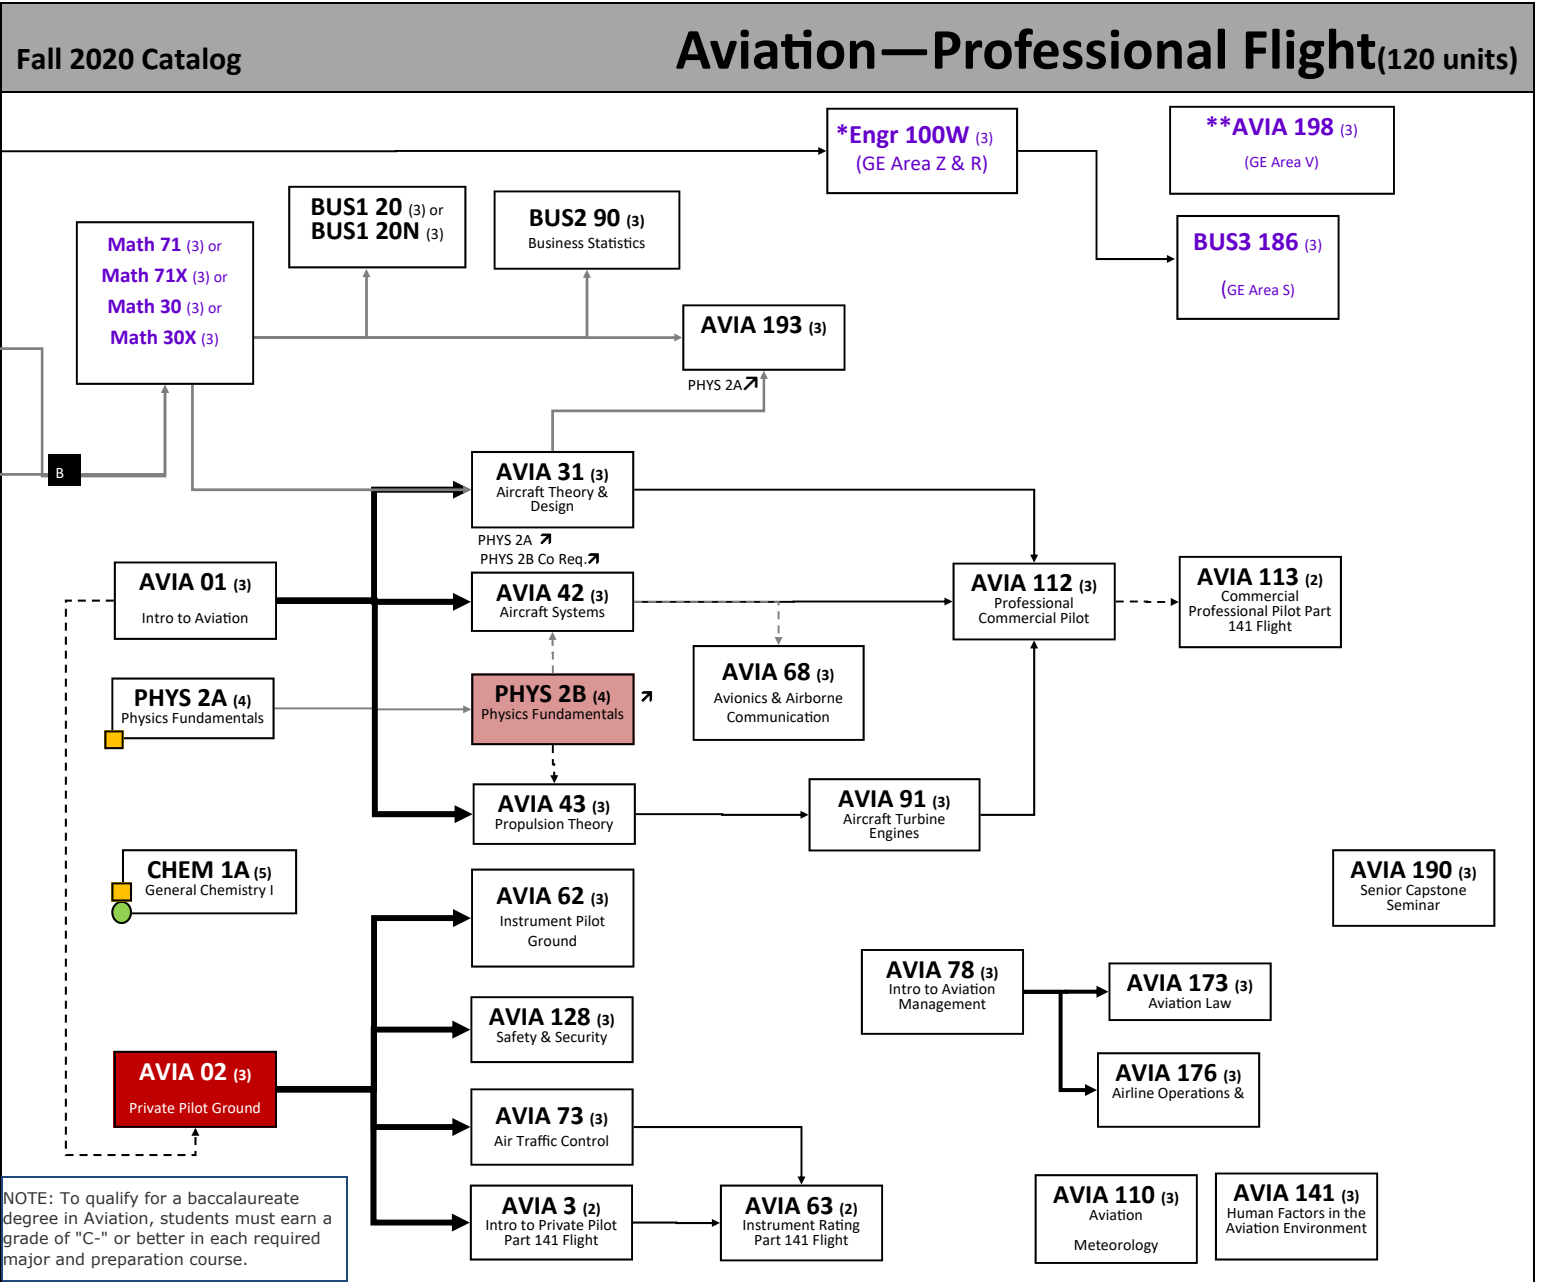 Fall 2020 Catalog
Aviation—Professional Flight(120 units)
*Engr 100W (3)
(GE Area Z & R)
**AVIA 198 (3)
(GE Area V)
BUS1 20 (3) or
BUS1 20N (3)
BUS2 90 (3)
Business Statistics
BUS3 186 (3)
(GE Area S)
Math 71 (3) or
Math 71X (3) or
Math 30 (3) or
Math 30X (3)
AVIA 193 (3)
PHYS 2A
B
AVIA 31 (3)
Aircraft Theory &
Design
PHYS 2A
PHYS 2B Co Req.
AVIA 01 (3)
Intro to Aviation
AVIA 42 (3)
Aircraft Systems
AVIA 112 (3)
Professional
Commercial Pilot
AVIA 113 (2)
Commercial
Professional Pilot Part
141 Flight
PHYS 2A (4)
Physics Fundamentals
PHYS 2B (4)
Physics Fundamentals
AVIA 68 (3)
Avionics & Airborne
Communication
AVIA 43 (3)
Propulsion Theory
AVIA 91 (3)
Aircraft Turbine
Engines
CHEM 1A (5)
General Chemistry I
AVIA 62 (3)
Instrument Pilot
Ground
AVIA 190 (3)
Senior Capstone
Seminar
AVIA 78 (3)
Intro to Aviation
Management
AVIA 173 (3)
Aviation Law
AVIA 128 (3)
Safety & Security
AVIA 02 (3)
Private Pilot Ground
AVIA 176 (3)
Airline Operations &
AVIA 73 (3)
Air Traffic Control
AVIA 3 (2)
Intro to Private Pilot
Part 141 Flight
AVIA 63 (2)
Instrument Rating
Part 141 Flight
AVIA 110 (3)
Aviation
Meteorology
AVIA 141 (3)
Human Factors in the
Aviation Environment
NOTE: To qualify for a baccalaureate
degree in Aviation, students must earn a
grade of "C-" or better in each required
major and preparation course.